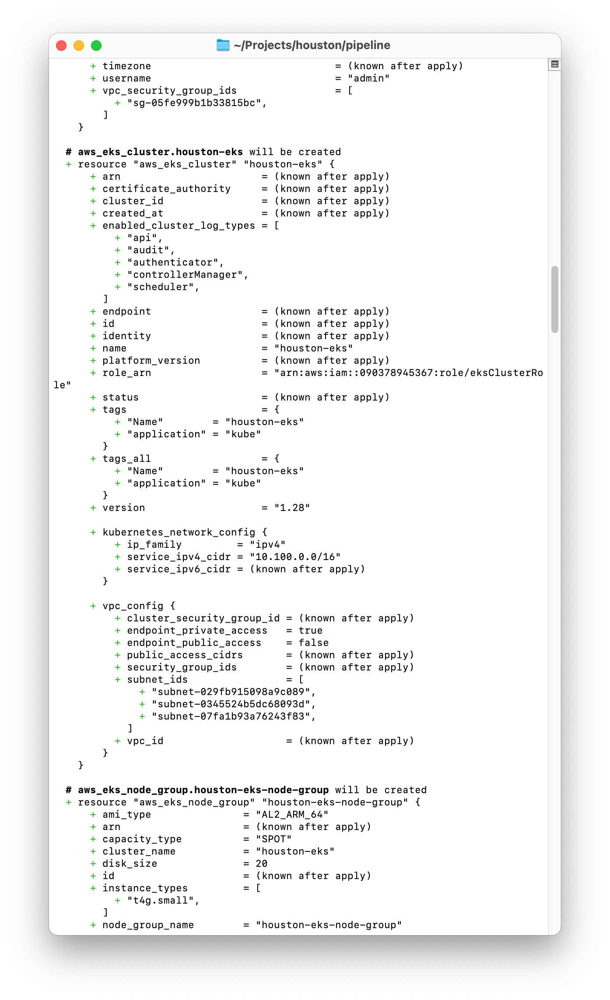 ~/Projects/houston/pipeline
      + timezone                              = (known after apply)
      + username                              = "admin"
      + vpc_security_group_ids                = [
          + "sg-05fe999b1b33815bc",
        ]
    }

  # aws_eks_cluster.houston-eks will be created
  + resource "aws_eks_cluster" "houston-eks" {
      + arn                       = (known after apply)
      + certificate_authority     = (known after apply)
      + cluster_id                = (known after apply)
      + created_at                = (known after apply)
      + enabled_cluster_log_types = [
          + "api",
          + "audit",
          + "authenticator",
          + "controllerManager",
          + "scheduler",
        ]
      + endpoint                  = (known after apply)
      + id                        = (known after apply)
      + identity                  = (known after apply)
      + name                      = "houston-eks"
      + platform_version          = (known after apply)
      + role_arn                  = "arn:aws:iam::090378945367:role/eksClusterRo
le"
      + status                    = (known after apply)
      + tags                      = {
          + "Name"        = "houston-eks"
          + "application" = "kube"
        }
      + tags_all                  = {
          + "Name"        = "houston-eks"
          + "application" = "kube"
        }
      + version                   = "1.28"

      + kubernetes_network_config {
          + ip_family         = "ipv4"
          + service_ipv4_cidr = "10.100.0.0/16"
          + service_ipv6_cidr = (known after apply)
        }

      + vpc_config {
          + cluster_security_group_id = (known after apply)
          + endpoint_private_access   = true
          + endpoint_public_access    = false
          + public_access_cidrs       = (known after apply)
          + security_group_ids        = (known after apply)
          + subnet_ids                = [
              + "subnet-029fb915098a9c089",
              + "subnet-0345524b5dc68093d",
              + "subnet-07fa1b93a76243f83",
            ]
          + vpc_id                    = (known after apply)
        }
    }

  # aws_eks_node_group.houston-eks-node-group will be created
  + resource "aws_eks_node_group" "houston-eks-node-group" {
      + ami_type               = "AL2_ARM_64"
      + arn                    = (known after apply)
      + capacity_type          = "SPOT"
      + cluster_name           = "houston-eks"
      + disk_size              = 20
      + id                     = (known after apply)
      + instance_types         = [
          + "t4g.small",
        ]
      + node_group_name        = "houston-eks-node-group"